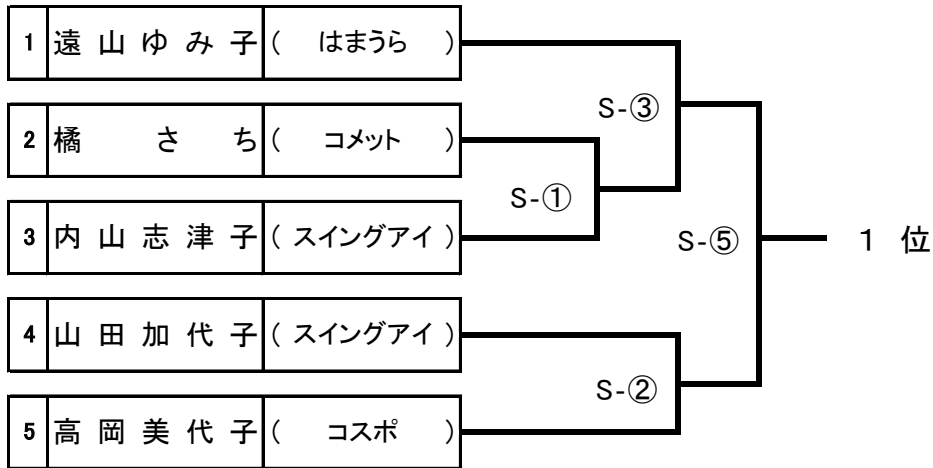 1 遠山ゆみ子 ( はまうら )
S-③
2 橘 さち ( コメット )
S-①
3 内山志津子 ( スイングアイ )
S-⑤ 1 位
4 山田加代子 ( スイングアイ )
S-②
5 高岡美代子 ( コスポ )